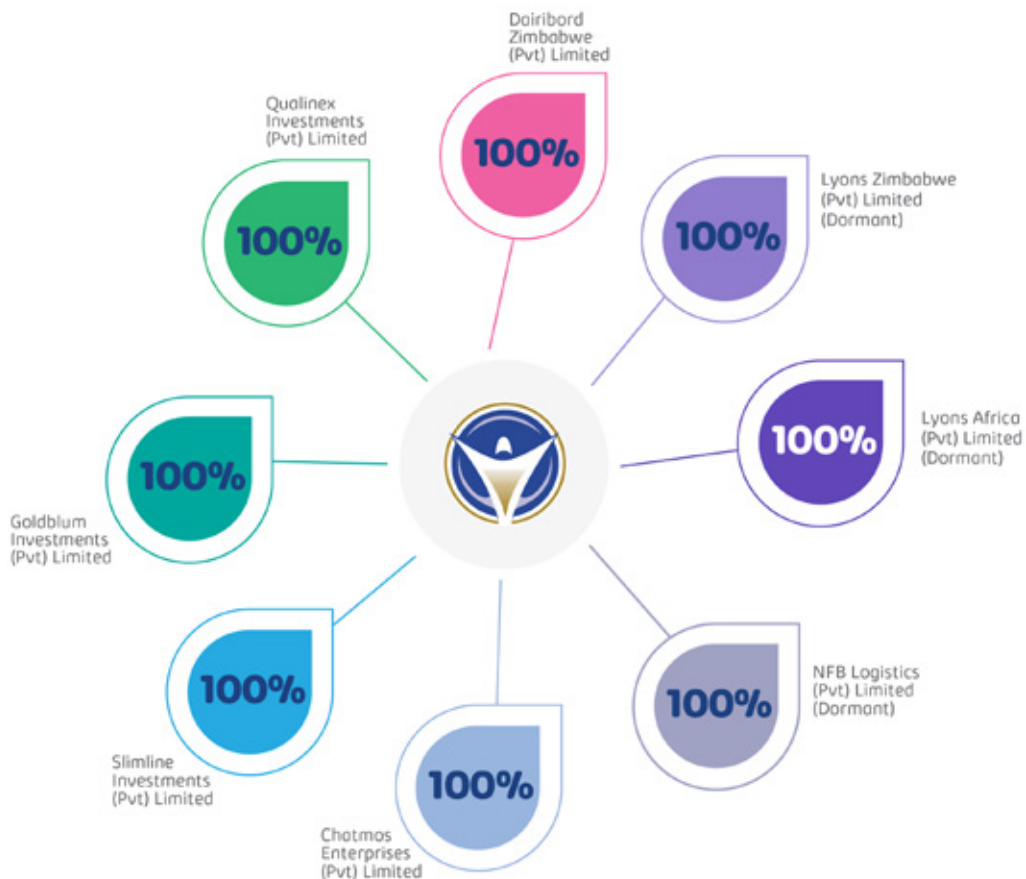 Dairibord
Zimbabwe
(Pvt) Limited
100%
Lyons Zimbabwe
(Pvt) Limited
(Dormant)
100%
Lyons Africa
(Pvt) Limited
(Dormant)
100%
NFB Logistics
(Pvt) Limited
(Dormant)
100%
Chatmos
Enterprises
(Pvt) Limited
100%
Slimline
Investments
(Pvt) Limited
100%
Goldblum
Investments
(Pvt) Limited
100%
Qualinex
Investments
(Pvt) Limited
100%